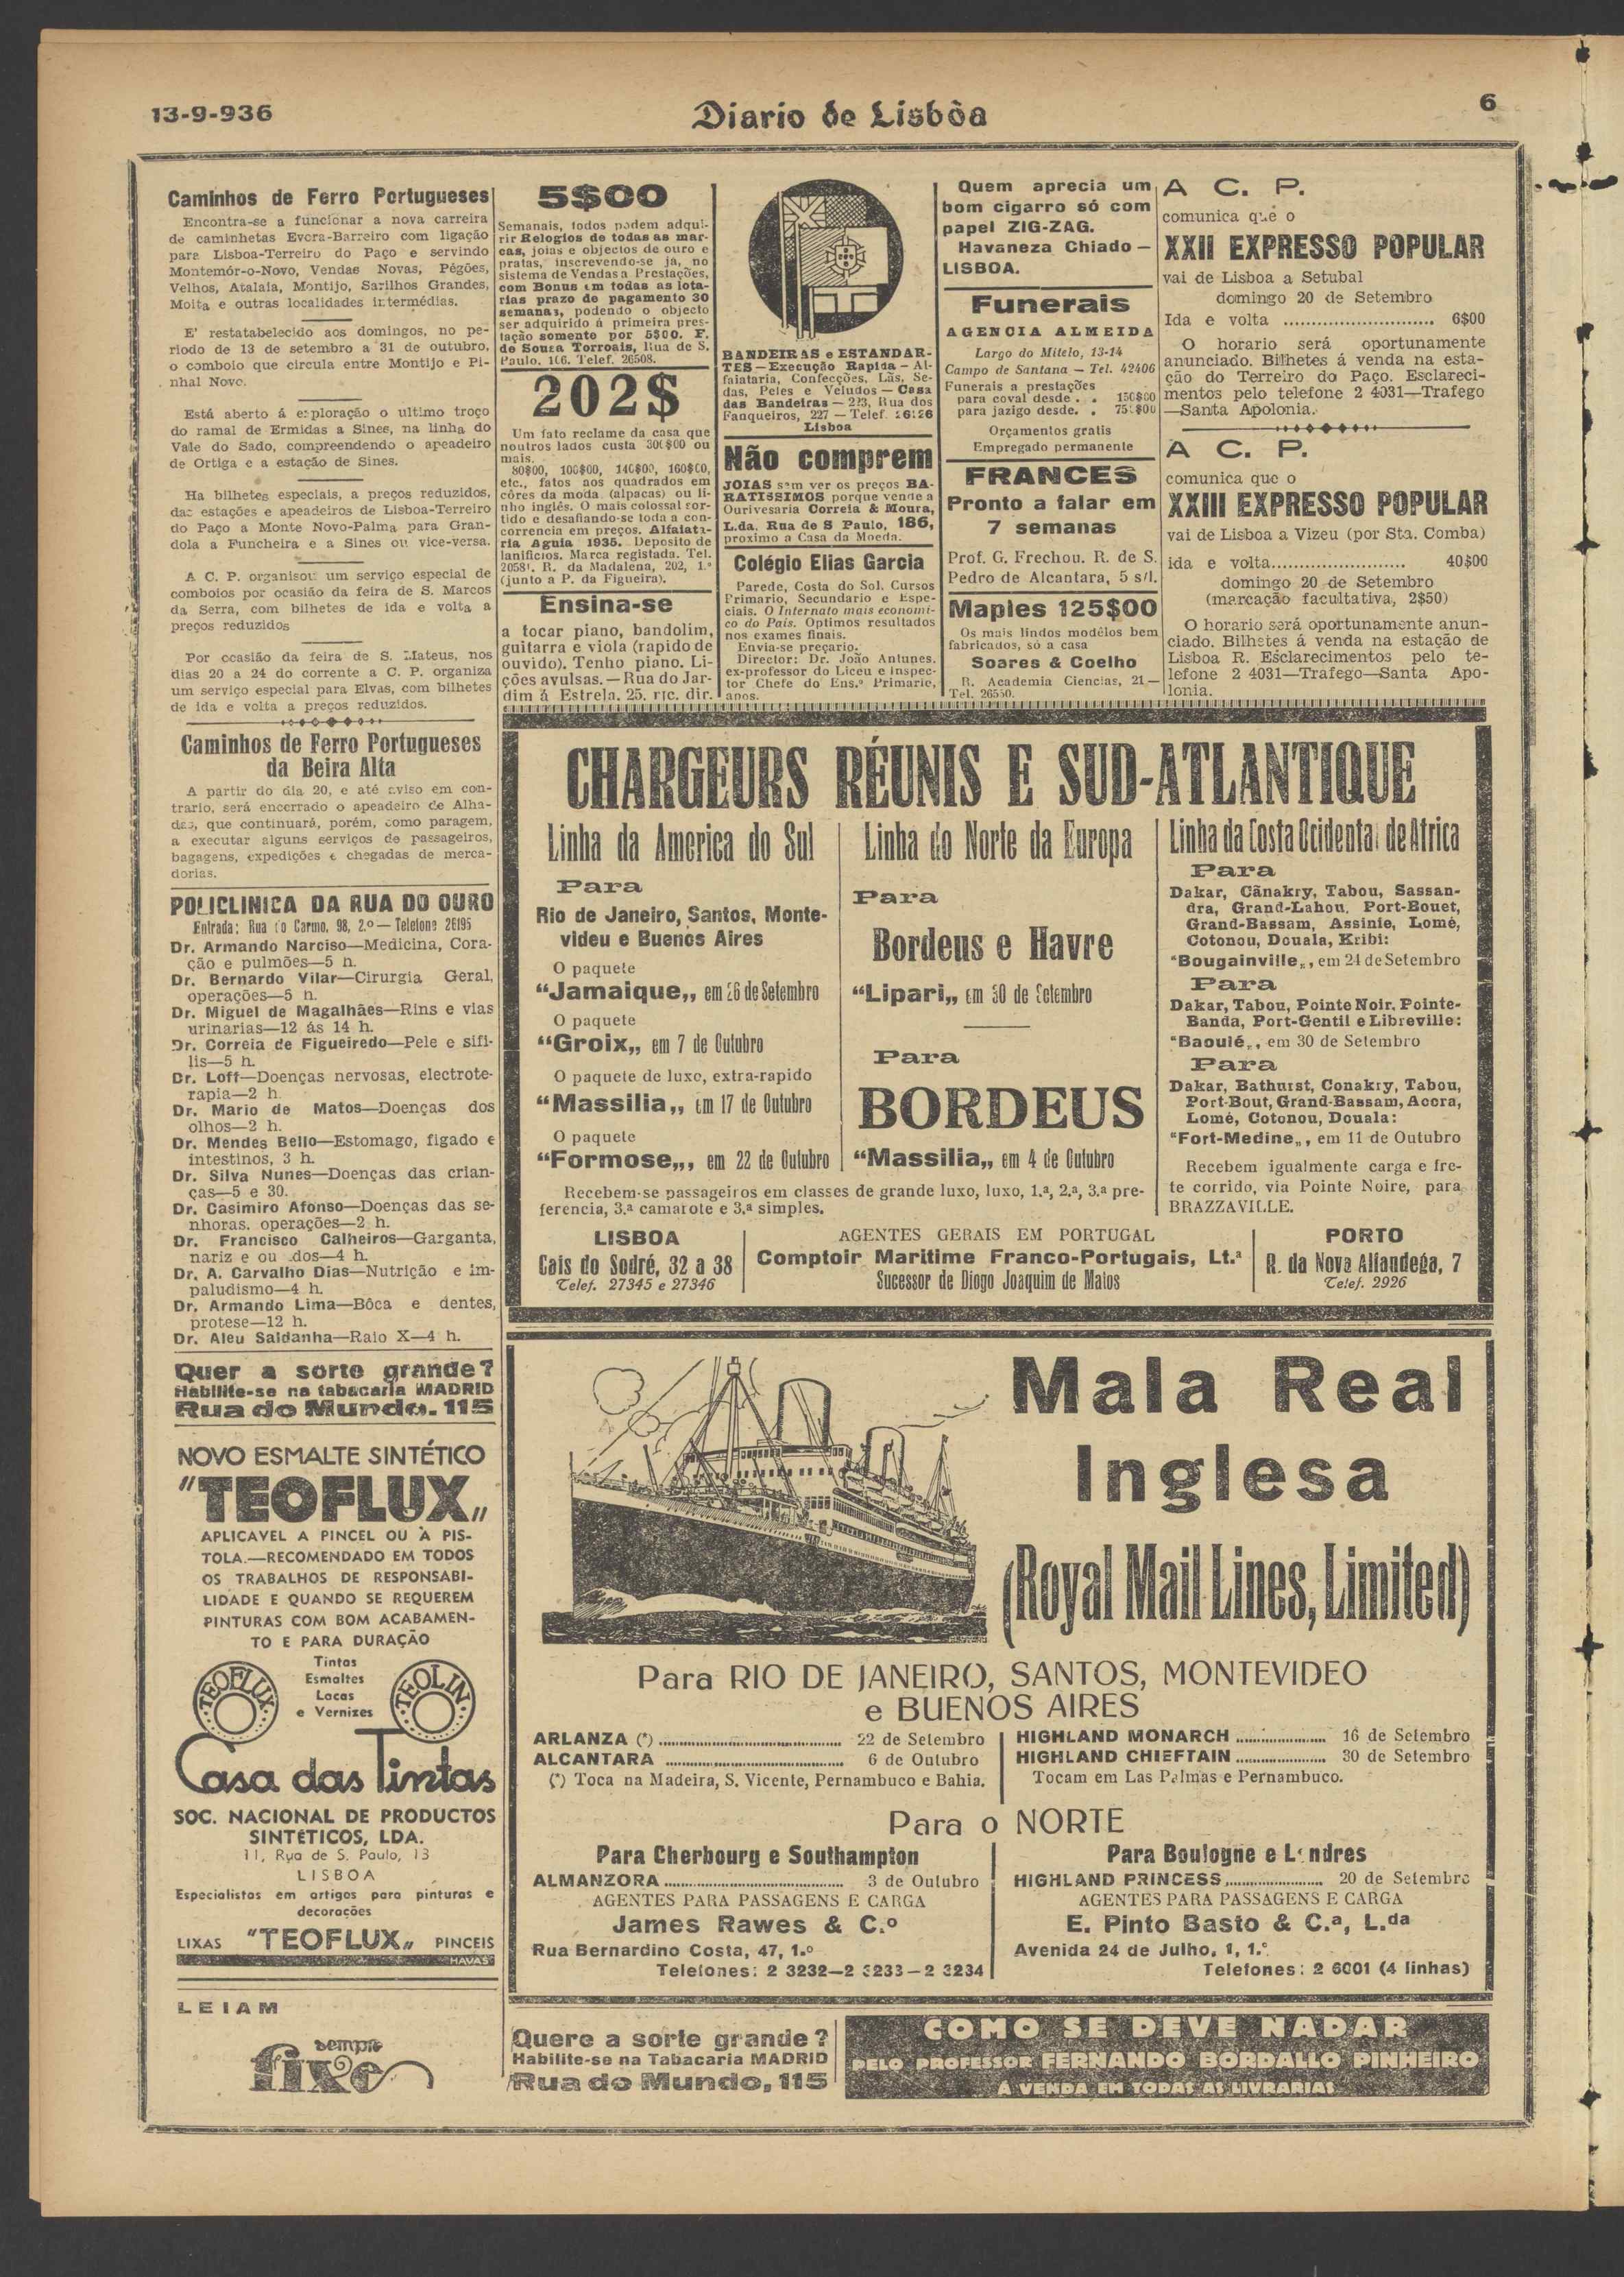 13-9-936
Diario de Lisbôa
6
Caminhos de Ferro Portugueses
Encontra-se a funcionar a nova carreira
de caminhetas Evora-Barreiro com ligação
para Lisboa-Terreiro do Paço e servindo
Montemór-o-Novo, Vendas Novas, Pégões,
Velhos, Atalaia, Montijo, Sarilhos Grandes,
Moita e outras localidades intermédias.
E' restatabelecido aos domingos, no pe-
riodo de 13 de setembro a 31 de outubro,
o comboio que circula entre Montijo e Pi-
nhal Novo.
Está aberto á exploração o ultimo troço
do ramal de Ermidas a Sines, na linha do
Vale do Sado, compreendendo o apeadeiro
de Ortiga e a estação de Sines.
Ha bilhetes especiais, a preços reduzidos,
das estações e apeadeiros de Lisboa-Terreiro
do Paço a Monte Novo-Palma para Gran-
dola a Funcheira e a Sines ou vice-versa.
A C. P. organisou um serviço especial de
comboios por ocasião da feira de S. Marcos
da Serra, com bilhetes de ida e volta a
preços reduzidos
Por ocasião da feira de S. Mateus, nos
dias 20 a 24 do corrente a C. P. organiza
um serviço especial para Elvas, com bilhetes
de ida e volta a preços reduzidos.
Caminhos de Ferro Portugueses
da Beira Alta
A partir do dia 20, e até aviso em con-
trario, será encerrado o apeadeiro de Alha-
das, que continuará, porém, como paragem,
a executar alguns serviços de passageiros,
bagagens, expedições e chegadas de merca-
dorias.
POLICLINICA DA RUA DO OURO
Entrada: Rua do Carmo, 98, 2.º — Telefone 26195
Dr. Armando Narciso—Medicina, Cora-
ção e pulmões—5 h.
Dr. Bernardo Vilar—Cirurgia Geral,
operações—5 h.
Dr. Miguel de Magalhães—Rins e vias
urinarias—12 ás 14 h.
Dr. Correia de Figueiredo—Pele e sifi-
lis—5 h.
Dr. Loff—Doenças nervosas, electrote-
rapia—2 h.
Dr. Mario de Matos—Doenças dos
olhos—2 h.
Dr. Mendes Bello—Estomago, figado e
intestinos, 3 h.
Dr. Silva Nunes—Doenças das crian-
ças—5 e 30.
Dr. Casimiro Afonso—Doenças das se-
nhoras, operações—2 h.
Dr. Francisco Calheiros—Garganta,
nariz e ou dos—4 h.
Dr. A. Carvalho Dias—Nutrição e im-
paludismo—4 h.
Dr. Armando Lima—Bôca e dentes,
protese—12 h.
Dr. Aleu Saldanha—Raio X—4 h.
Quer a sorte grande?
Habilite-se na tabacaria MADRID
Rua do Mundo, 115
NOVO ESMALTE SINTÉTICO
"TEOFLUX„
APLICAVEL A PINCEL OU À PIS-
TOLA.—RECOMENDADO EM TODOS
OS TRABALHOS DE RESPONSABI-
LIDADE E QUANDO SE REQUEREM
PINTURAS COM BOM ACABAMEN-
TO E PARA DURAÇÃO
TEOFLUX
Tintas
Esmaltes
Lacas
e Vernizes
TEOLIN
Casa das Tintas
SOC. NACIONAL DE PRODUCTOS
SINTÉTICOS, LDA.
11, Rua de S. Paulo, 13
LISBOA
Especialistas em artigos para pinturas e
decorações
LIXAS "TEOFLUX„ PINCEIS
HAVAS
LEIAM
sempre
fixe
5$00
Semanais, todos podem adqui-
rir Relogios de todas as mar-
cas, joias e objectos de ouro e
pratas, inscrevendo-se já, no
sistema de Vendas a Prestações,
com Bonus em todas as lota-
rias prazo de pagamento 30
semanas, podendo o objecto
ser adquirido á primeira pres-
tação somente por 5$00. F.
de Souza Torroais, Rua de S.
Paulo, 106. Telef. 26508.
202$
Um fato reclame da casa que
noutros lados custa 300$00 ou
mais.
80$00, 100$00, 140$00, 160$00,
etc., fatos aos quadrados em
côres da moda (alpacas) ou li-
nho inglês. O mais colossal sor-
tido e desafiando-se toda a con-
correncia em preços. Alfaiata-
ria Aguia 1935. Deposito de
lanificios. Marca registada. Tel.
20581. R. da Madalena, 202, 1.º
(junto a P. da Figueira).
Ensina-se
a tocar piano, bandolim,
guitarra e viola (rapido de
ouvido). Tenho piano. Li-
ções avulsas. — Rua do Jar-
dim á Estrela, 25, r|c. dir.
BANDEIRAS e ESTANDAR-
TES — Execução Rapida — Al-
faiataria, Confecções, Lãs, Se-
das, Peles e Veludos — Casa
das Bandeiras — 223, Rua dos
Fanqueiros, 227 — Telef. 26126
Lisboa
Não comprem
JOIAS sem ver os preços BA-
RATISSIMOS porque vende a
Ourivesaria Correia & Moura,
L.da. Rua de S Paulo, 186,
proximo a Casa da Moeda.
Colégio Elias Garcia
Parede, Costa do Sol. Cursos
Primario, Secundario e Espe-
ciais. O Internato mais economi-
co do País. Optimos resultados
nos exames finais.
Envia-se preçario.
Director: Dr. João Antunes,
ex-professor do Liceu e inspec-
tor Chefe do Ens.º Primarie,
anos.
Quem aprecia um
bom cigarro só com
papel ZIG-ZAG.
Havaneza Chiado —
LISBOA.
Funerais
AGENCIA ALMEIDA
Largo do Mitelo, 13-14
Campo de Santana — Tel. 42406
Funerais a prestações
para coval desde . . 150$00
para jazigo desde. . 75 $00
Orçamentos gratis
Empregado permanente
FRANCES
Pronto a falar em
7 semanas
Prof. G. Frechou. R. de S.
Pedro de Alcantara, 5 s/l.
Maples 125$00
Os mais lindos modêlos bem
fabricados, só a casa
Soares & Coelho
R. Academia Ciencias, 21—
Tel. 26550.
A C. P.
comunica que o
XXII EXPRESSO POPULAR
vai de Lisboa a Setubal
domingo 20 de Setembro
Ida e volta .......................... 6$00
O horario será oportunamente
anunciado. Bilhetes á venda na esta-
ção do Terreiro do Paço. Esclareci-
mentos pelo telefone 2 4031—Trafego
—Santa Apolonia.
A C. P.
comunica que o
XXIII EXPRESSO POPULAR
vai de Lisboa a Vizeu (por Sta. Comba)
ida e volta........................ 40$00
domingo 20 de Setembro
(marcação facultativa, 2$50)
O horario será oportunamente anun-
ciado. Bilhetes á venda na estação de
Lisboa R. Esclarecimentos pelo te-
lefone 2 4031—Trafego—Santa Apo-
lonia.
CHARGEURS RÉUNIS E SUD-ATLANTIQUE
Linha da America do Sul
Para
Rio de Janeiro, Santos, Monte-
videu e Buenos Aires
O paquete
"Jamaique„ em 26 de Setembro
O paquete
"Groix„ em 7 de Outubro
O paquete de luxo, extra-rapido
"Massilia„ em 17 de Outubro
O paquete
"Formose„, em 22 de Outubro
Linha do Norte da Europa
Para
Bordeus e Havre
"Lipari„ em 30 de Setembro
Para
BORDEUS
"Massilia„ em 4 de Outubro
Recebem-se passageiros em classes de grande luxo, luxo, 1.ª, 2.ª, 3.ª pre-
ferencia, 3.ª camarote e 3.ª simples.
Linha da Costa Ocidental de Africa
Para
Dakar, Cãnakry, Tabou, Sassan-
dra, Grand-Lahou, Port-Bouet,
Grand-Bassam, Assinie, Lomé,
Cotonou, Douala, Kribi:
"Bougainville„, em 24 de Setembro
Para
Dakar, Tabou, Pointe Noir, Pointe-
Banda, Port-Gentil e Libreville:
"Baoulé„, em 30 de Setembro
Para
Dakar, Bathurst, Conakry, Tabou,
Port-Bout, Grand-Bassam, Accra,
Lomé, Cotonou, Douala:
"Fort-Medine„, em 11 de Outubro
Recebem igualmente carga e fre-
te corrido, via Pointe Noire, para
BRAZZAVILLE.
LISBOA
Cais do Sodré, 32 a 38
Telef. 27345 e 27346
AGENTES GERAIS EM PORTUGAL
Comptoir Maritime Franco-Portugais, Lt.ª
Sucessor de Diogo Joaquim de Matos
PORTO
R. da Nova Alfandega, 7
Telef. 2926
Mala Real
Inglesa
(Royal Mail Lines, Limited)
Para RIO DE JANEIRO, SANTOS, MONTEVIDEO
e BUENOS AIRES
ARLANZA (*) .......................... 22 de Setembro
ALCANTARA .......................... 6 de Outubro
(*) Toca na Madeira, S. Vicente, Pernambuco e Bahia.
HIGHLAND MONARCH .................. 16 de Setembro
HIGHLAND CHIEFTAIN .................. 30 de Setembro
Tocam em Las Palmas e Pernambuco.
Para o NORTE
Para Cherbourg e Southampton
ALMANZORA .......................... 3 de Outubro
AGENTES PARA PASSAGENS E CARGA
James Rawes & C.º
Rua Bernardino Costa, 47, 1.º
Telefones: 2 3232—2 3233—2 3234
Para Boulogne e L ndres
HIGHLAND PRINCESS.................. 20 de Setembro
AGENTES PARA PASSAGENS E CARGA
E. Pinto Basto & C.ª, L.da
Avenida 24 de Julho, 1, 1.º
Telefones: 2 6001 (4 linhas)
Quere a sorte grande?
Habilite-se na Tabacaria MADRID
Rua do Mundo, 115
COMO SE DEVE NADAR
PELO PROFESSOR FERNANDO BORDALLO PINHEIRO
Á VENDA EM TODAS AS LIVRARIAS